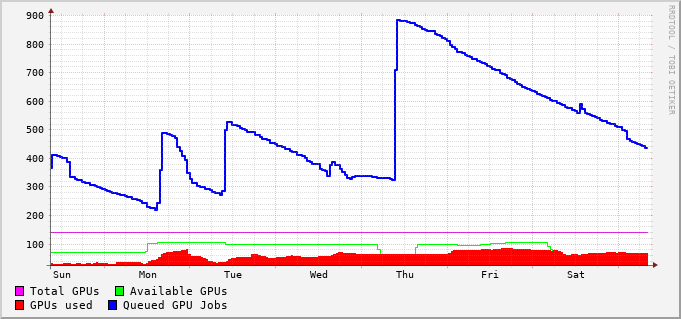 900
800
700
600
500
400
300
200
100
Sun Mon Tue Wed Thu Fri Sat
Total GPUs Available GPUs
GPUs used Queued GPU Jobs
RRDTOOL / TOBI OETIKER